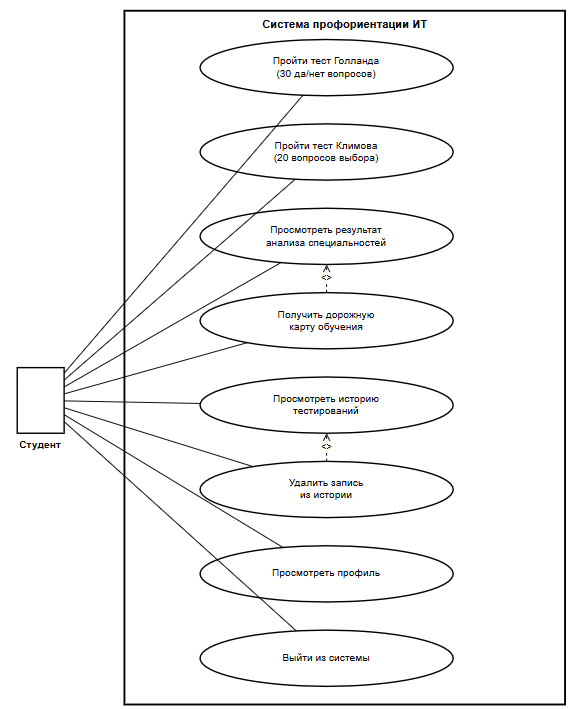 Система профориентации ИТ
Пройти тест Голланда
(30 да/нет вопросов)
Пройти тест Климова
(20 вопросов выбора)
Просмотреть результат
анализа специальностей
<>
Получить дорожную
карту обучения
Просмотреть историю
тестирований
Студент
<>
Удалить запись
из истории
Просмотреть профиль
Выйти из системы